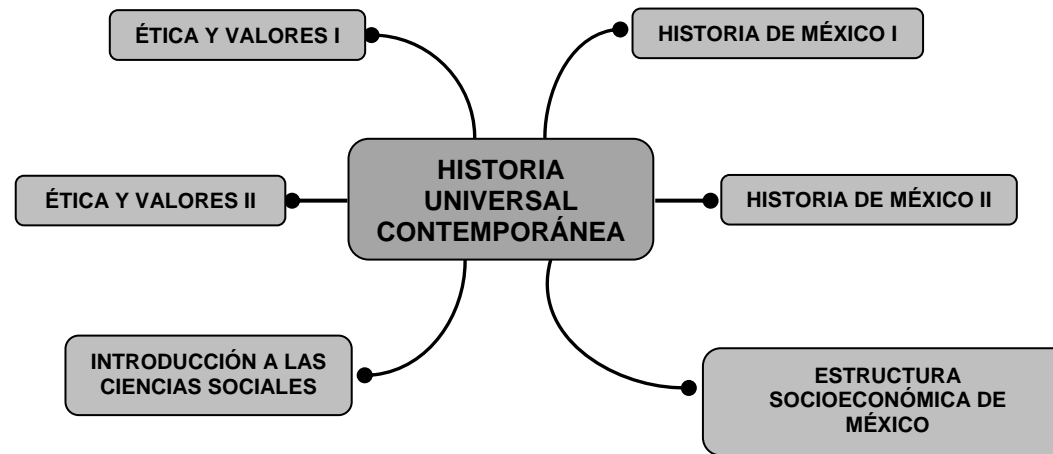 ÉTICA Y VALORES I
HISTORIA DE MÉXICO I
HISTORIA
UNIVERSAL
CONTEMPORÁNEA
ÉTICA Y VALORES II
HISTORIA DE MÉXICO II
INTRODUCCIÓN A LAS
CIENCIAS SOCIALES
ESTRUCTURA
SOCIOECONÓMICA DE
MÉXICO